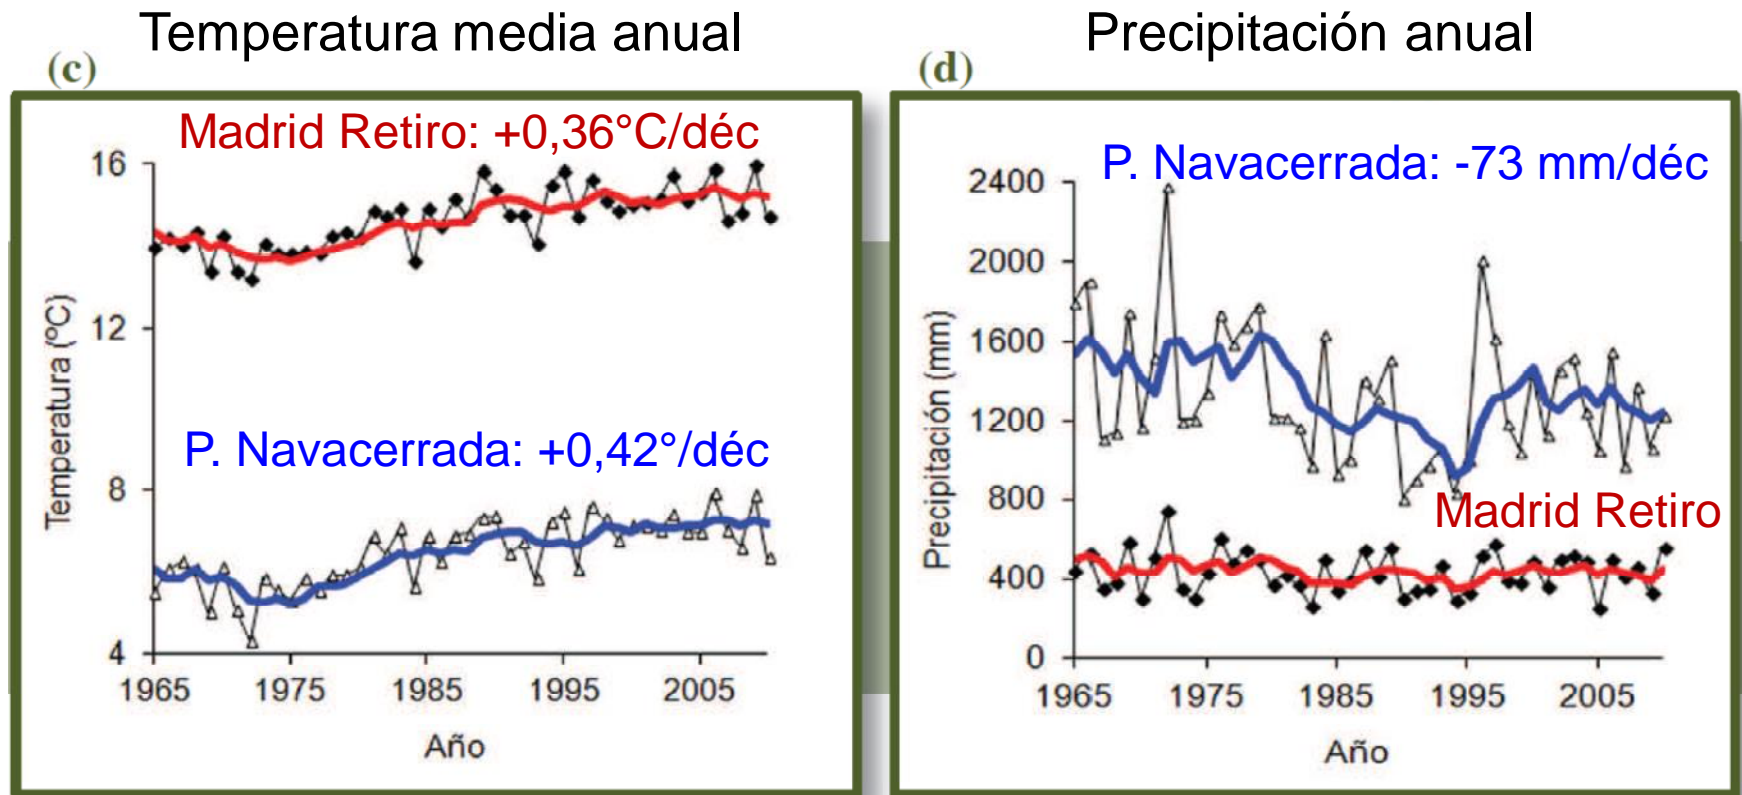 Temperatura media anual
(c)
Madrid Retiro: +0,36°C/déc
16
12
8
4
Temperatura (ºC)
P. Navacerrada: +0,42°/déc
1965 1975 1985 1995 2005
Año
Precipitación anual
(d)
P. Navacerrada: -73 mm/déc
2400
2000
1600
1200
800
400
0
Precipitación (mm)
Madrid Retiro
1965 1975 1985 1995 2005
Año